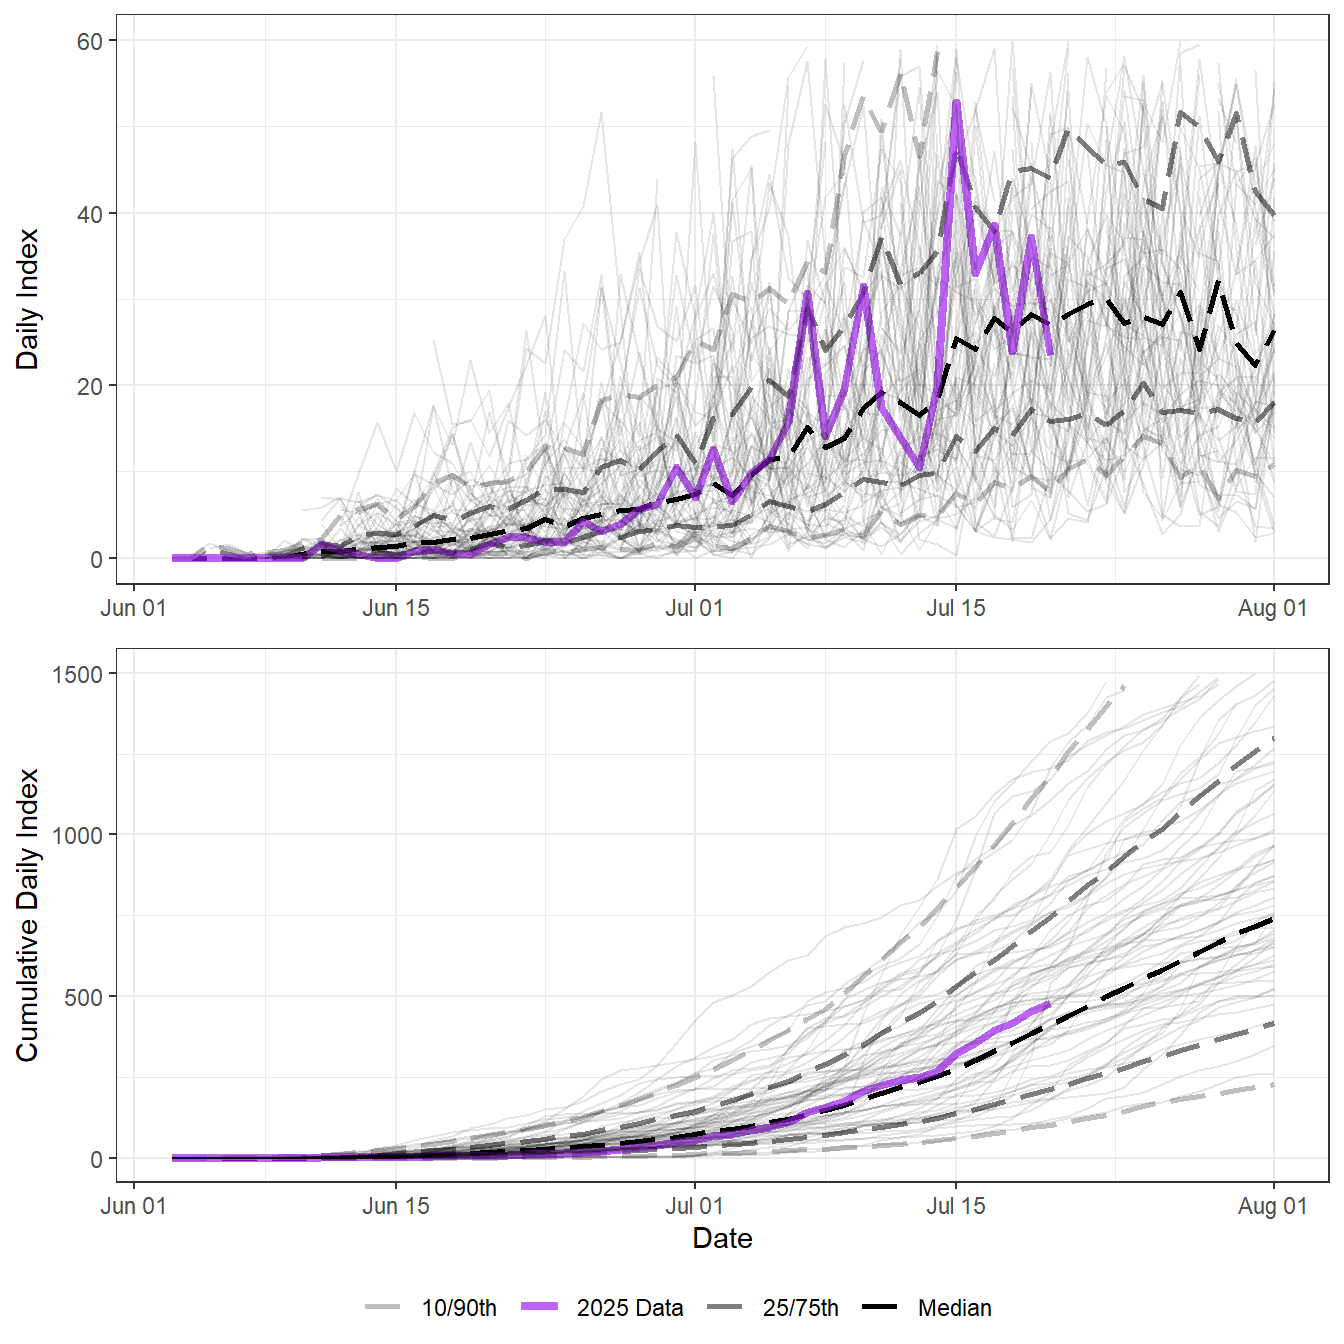 Daily Index
60
40
20
0
Jun 01 Jun 15 Jul 01 Jul 15 Aug 01
Cumulative Daily Index
1500
1000
500
0
Jun 01 Jun 15 Jul 01 Jul 15 Aug 01
Date
10/90th 2025 Data 25/75th Median